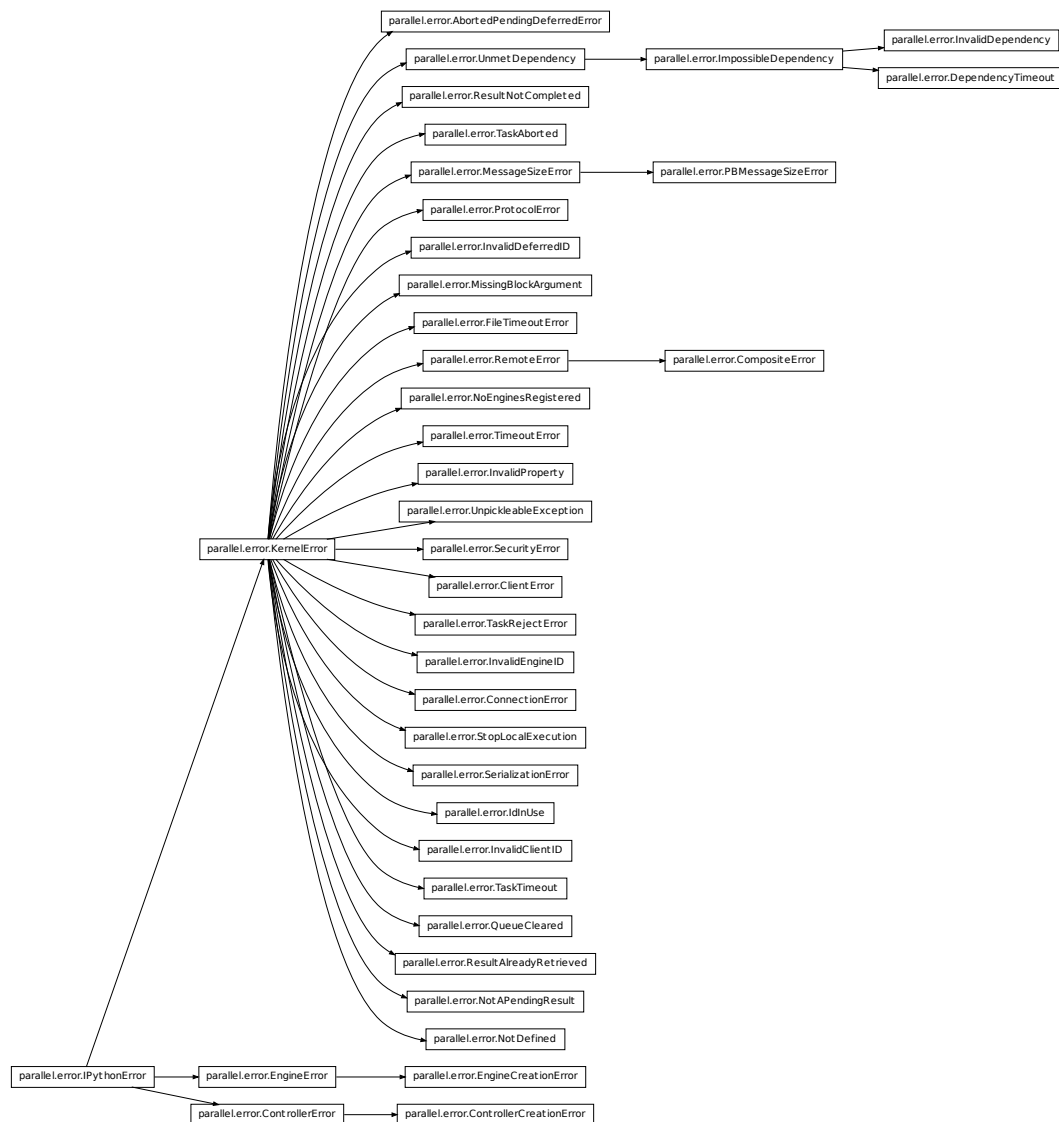 parallel.error.AbortedPendingDeferredError
parallel.error.InvalidDependency
parallel.error.UnmetDependency
parallel.error.ImpossibleDependency
parallel.error.DependencyTimeout
parallel.error.ResultNotCompleted
parallel.error.TaskAborted
parallel.error.MessageSizeError
parallel.error.PBMessageSizeError
parallel.error.ProtocolError
parallel.error.InvalidDeferredID
parallel.error.MissingBlockArgument
parallel.error.FileTimeoutError
parallel.error.RemoteError
parallel.error.CompositeError
parallel.error.NoEnginesRegistered
parallel.error.TimeoutError
parallel.error.InvalidProperty
parallel.error.UnpickleableException
parallel.error.KernelError
parallel.error.SecurityError
parallel.error.ClientError
parallel.error.TaskRejectError
parallel.error.InvalidEngineID
parallel.error.ConnectionError
parallel.error.StopLocalExecution
parallel.error.SerializationError
parallel.error.IdInUse
parallel.error.InvalidClientID
parallel.error.TaskTimeout
parallel.error.QueueCleared
parallel.error.ResultAlreadyRetrieved
parallel.error.NotAPendingResult
parallel.error.NotDefined
parallel.error.IPythonError
parallel.error.EngineError
parallel.error.EngineCreationError
parallel.error.ControllerError
parallel.error.ControllerCreationError